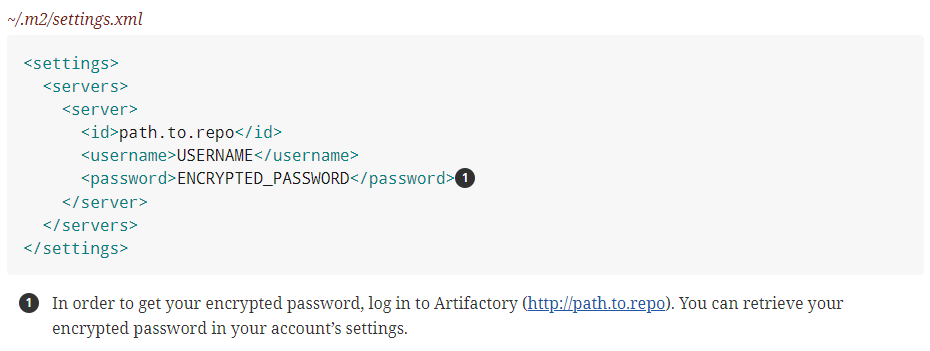 ~/.m2/settings.xml
<settings>
  <servers>
    <server>
      <id>path.to.repo</id>
      <username>USERNAME</username>
      <password>ENCRYPTED_PASSWORD</password>1
    </server>
  </servers>
</settings>
1 In order to get your encrypted password, log in to Artifactory (http://path.to.repo). You can retrieve your
encrypted password in your account’s settings.